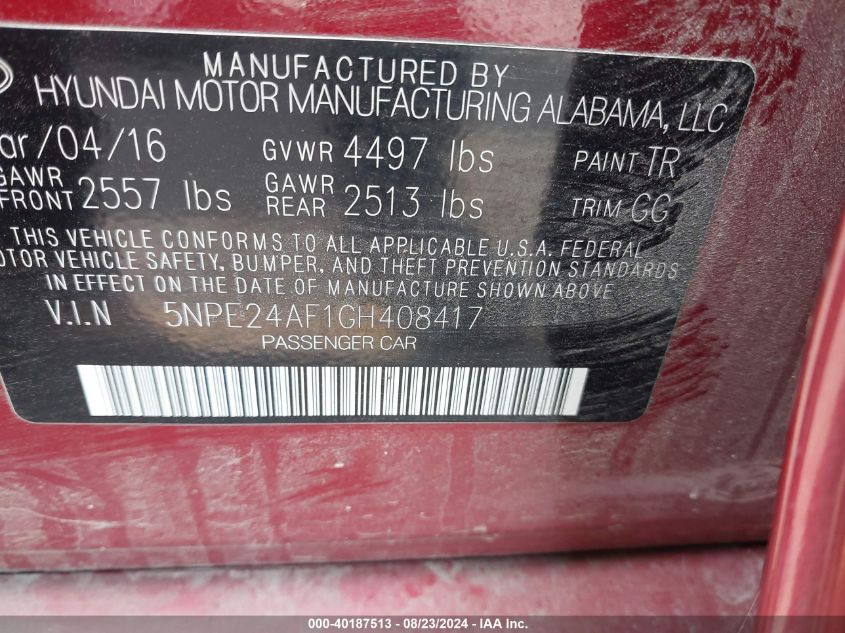 MANUFACTURED BY
HYUNDAI MOTOR MANUFACTURING ALABAMA, LLC
ar/04/16 GVWR 4497 lbs PAINT TR
GAWR FRONT 2557 lbs GAWR REAR 2513 lbs TRIM GG
THIS VEHICLE CONFORMS TO ALL APPLICABLE U.S.A. FEDERAL
OTOR VEHICLE SAFETY, BUMPER, AND THEFT PREVENTION STANDARDS
IN EFFECT ON THE DATE OF MANUFACTURE SHOWN ABOVE
V.I.N 5NPE24AF1GH408417
PASSENGER CAR
000-40187513 - 08/23/2024 - IAA Inc.